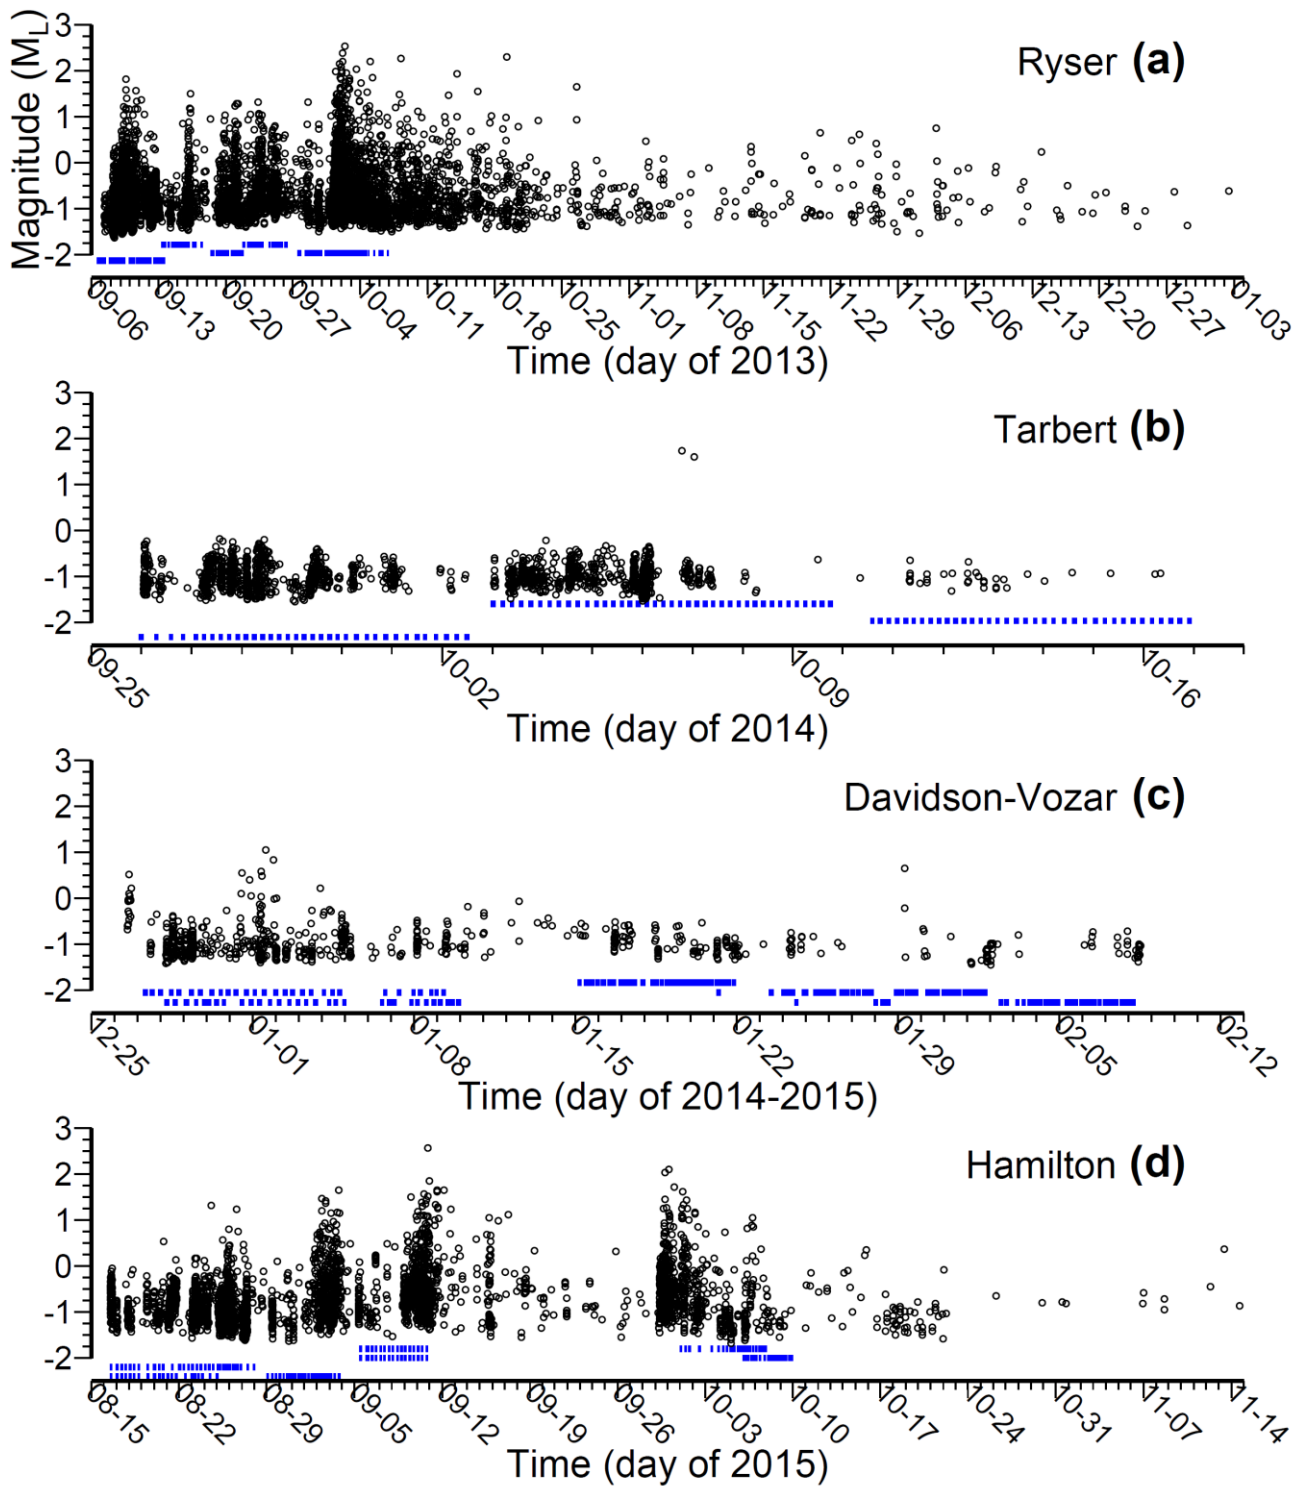 Magnitude (M_L)
3
2
1
0
-1
-2
Ryser (a)
09-06 09-13 09-20 09-27 10-04 10-11 10-18 10-25 11-01 11-08 11-15 11-22 11-29 12-06 12-13 12-20 12-27 01-03
Time (day of 2013)
3
2
1
0
-1
-2
Tarbert (b)
09-25 10-02 10-09 10-16
Time (day of 2014)
3
2
1
0
-1
-2
Davidson-Vozar (c)
12-25 01-01 01-08 01-15 01-22 01-29 02-05 02-12
Time (day of 2014-2015)
3
2
1
0
-1
-2
Hamilton (d)
08-15 08-22 08-29 09-05 09-12 09-19 09-26 10-03 10-10 10-17 10-24 10-31 11-07 11-14
Time (day of 2015)